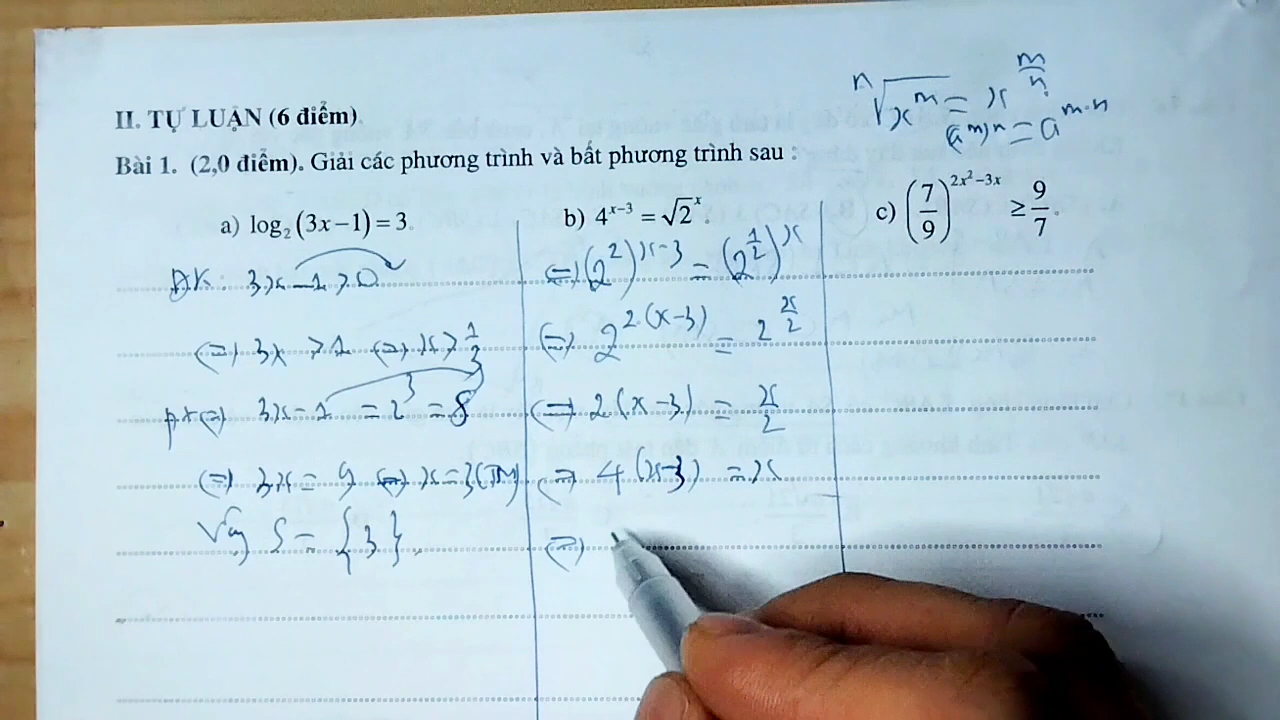 II. TỰ LUẬN (6 điểm)
ⁿ√xᵐ = x^(m/n)
(aᵐ)ⁿ = a^(m·n)
Bài 1. (2,0 điểm). Giải các phương trình và bất phương trình sau :
a) log₂(3x−1)=3.
ĐK: 3x−1>0
⇔ 3x >1 ⇔ x > 1/3
pt ⇔ 3x−1 = 2³ = 8
⇔ 3x = 9 ⇔ x=3(TM)
Vậy S = {3}.
b) 4^(x−3) = √2^x.
⇔ (2²)^(x−3) = (2^(1/2))^x
⇔ 2^(2·(x−3)) = 2^(x/2)
⇔ 2(x−3) = x/2
⇔ 4(x−3) = x
⇔
c) (7/9)^(2x²−3x) ≥ 9/7.